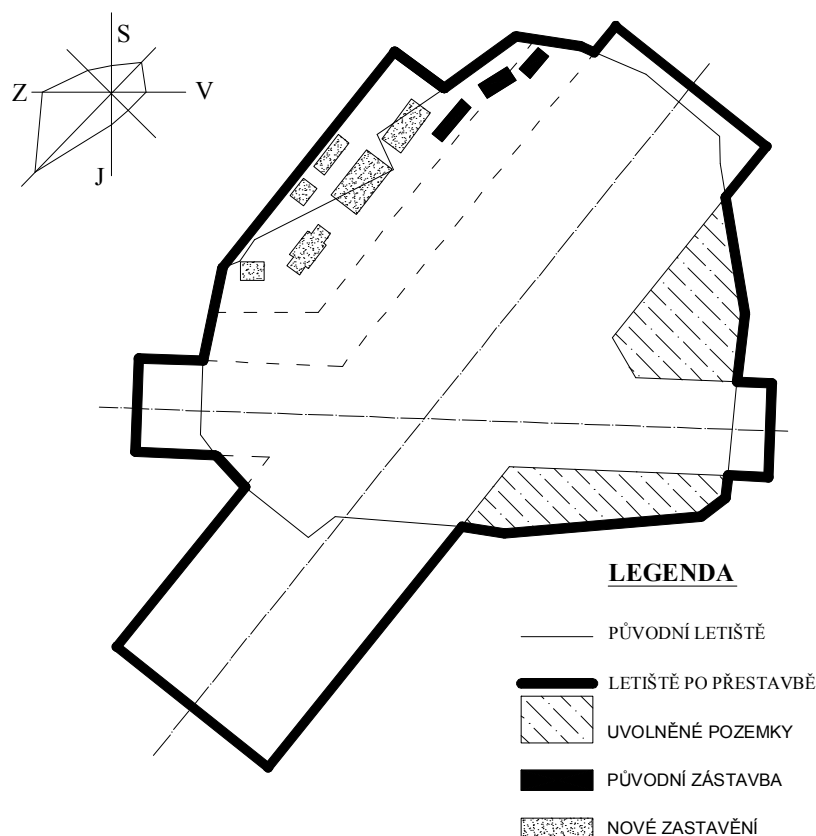 S
Z
V
J
LEGENDA
PŮVODNÍ LETIŠTĚ
LETIŠTĚ PO PŘESTAVBĚ
UVOLNĚNÉ POZEMKY
PŮVODNÍ ZÁSTAVBA
NOVÉ ZASTAVĚNÍ